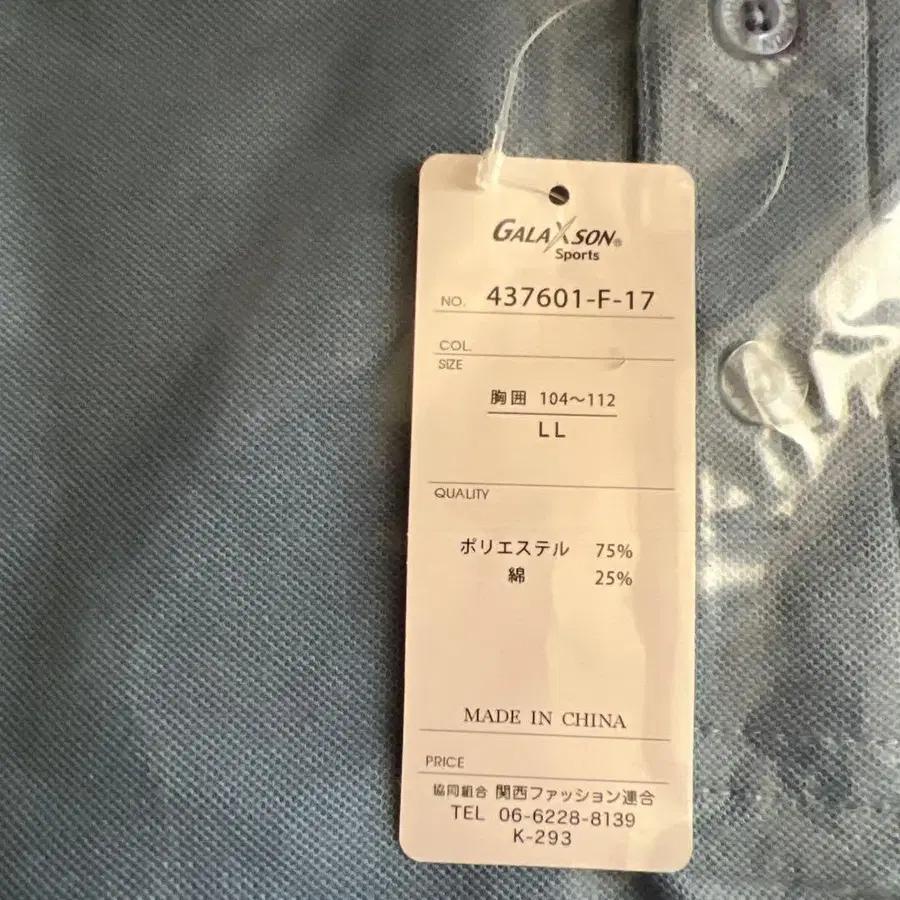 GALAXSON®
Sports
NO. 437601-F-17
COL.
SIZE
胸囲 104〜112
LL
QUALITY
ポリエステル 75%
綿 25%
MADE IN CHINA
PRICE
協同組合 関西ファッション連合
TEL 06-6228-8139
K-293